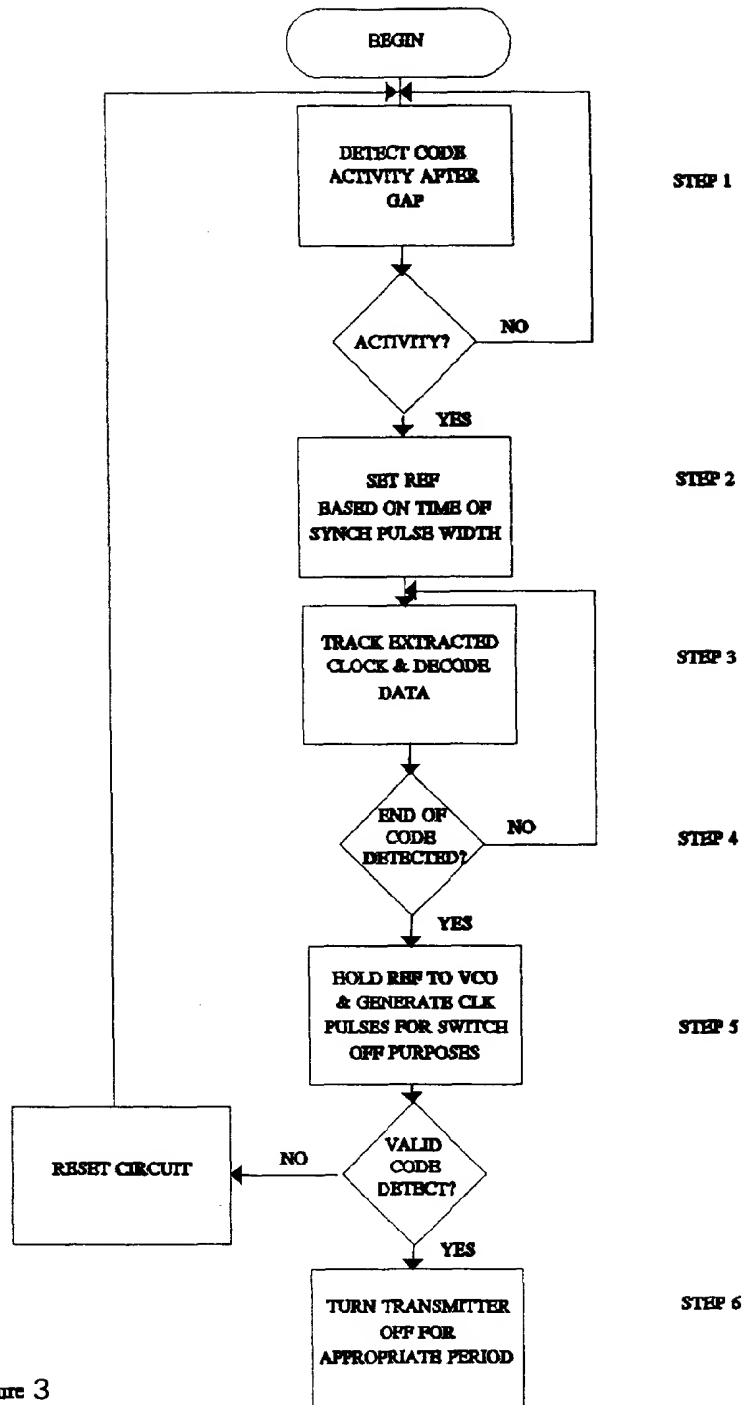 BEGIN
DETECT CODE
ACTIVITY AFTER
GAP
STEP 1
ACTIVITY?
NO
YES
SET REF
BASED ON TIME OF
SYNCH PULSE WIDTH
STEP 2
TRACK EXTRACTED
CLOCK & DECODE
DATA
STEP 3
END OF
CODE
DETECTED?
NO
STEP 4
YES
HOLD REF TO VCO
& GENERATE CLK
PULSES FOR SWITCH
OFF PURPOSES
STEP 5
VALID
CODE
DETECT?
NO
RESET CIRCUIT
YES
TURN TRANSMITTER
OFF FOR
APPROPRIATE PERIOD
STEP 6
ure 3